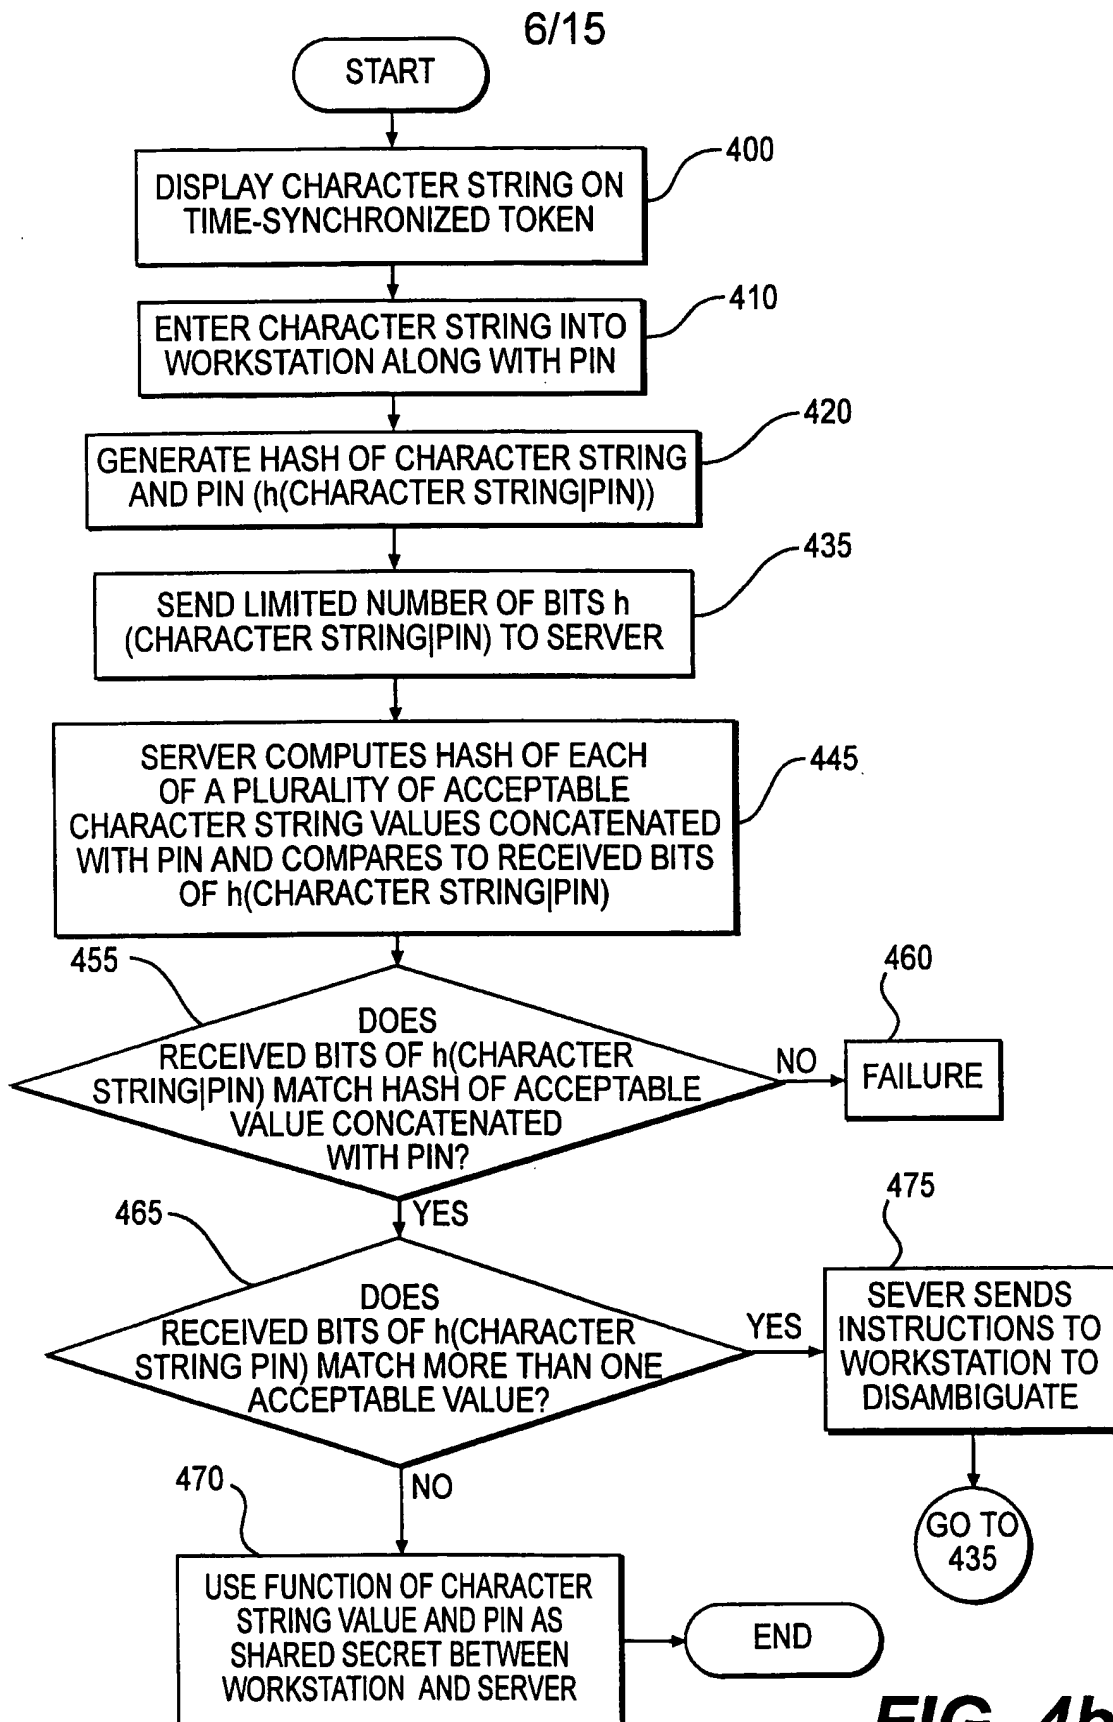 6/15
START
400
DISPLAY CHARACTER STRING ON
TIME-SYNCHRONIZED TOKEN
410
ENTER CHARACTER STRING INTO
WORKSTATION ALONG WITH PIN
420
GENERATE HASH OF CHARACTER STRING
AND PIN (h(CHARACTER STRING|PIN))
435
SEND LIMITED NUMBER OF BITS h
(CHARACTER STRING|PIN) TO SERVER
445
SERVER COMPUTES HASH OF EACH
OF A PLURALITY OF ACCEPTABLE
CHARACTER STRING VALUES CONCATENATED
WITH PIN AND COMPARES TO RECEIVED BITS
OF h(CHARACTER STRING|PIN)
455
DOES
RECEIVED BITS OF h(CHARACTER
STRING|PIN) MATCH HASH OF ACCEPTABLE
VALUE CONCATENATED
WITH PIN?
NO
460
FAILURE
YES
465
DOES
RECEIVED BITS OF h(CHARACTER
STRING PIN) MATCH MORE THAN ONE
ACCEPTABLE VALUE?
YES
475
SEVER SENDS
INSTRUCTIONS TO
WORKSTATION TO
DISAMBIGUATE
GO TO
435
NO
470
USE FUNCTION OF CHARACTER
STRING VALUE AND PIN AS
SHARED SECRET BETWEEN
WORKSTATION AND SERVER
END
FIG. 4b